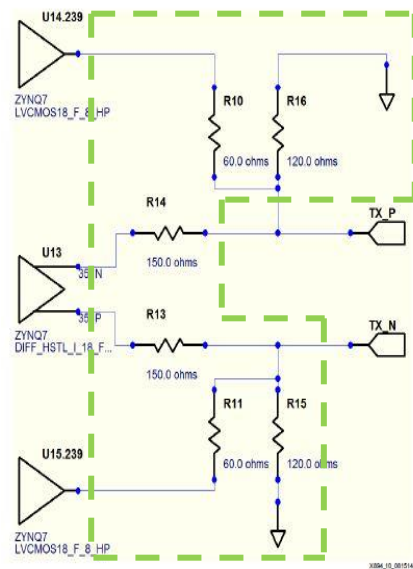 U14.239
ZYNQ7
LVCMOS18_F_8_HP
R10
60.0 ohms
R16
120.0 ohms
R14
150.0 ohms
TX_P
U13
35_N
35_P
ZYNQ7
DIFF_HSTL_I_18_F...
R13
150.0 ohms
TX_N
R11
60.0 ohms
R15
120.0 ohms
U15.239
ZYNQ7
LVCMOS18_F_8_HP
X894_10_081514